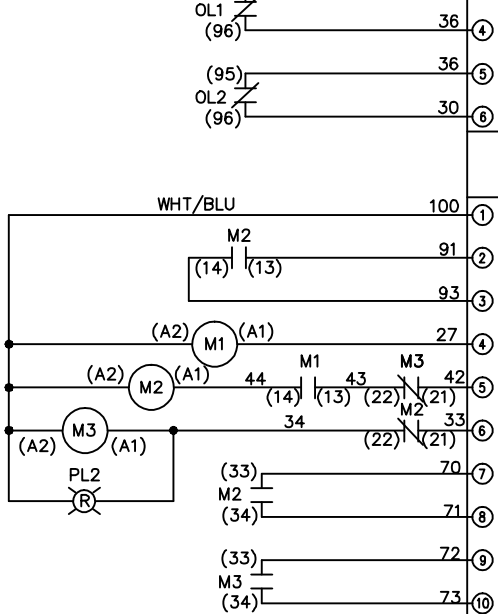 OL1
(96) 36 4
(95) 36 5
OL2
(96) 30 6
WHT/BLU 100 1
M2 91 2
(14) (13)
93 3
(A2) M1 (A1) 27 4
(A2) M2 (A1) 44 M1 43 M3 42 5
(14) (13) (22) (21)
M3 34 M2 33 6
(A2) (A1) (22) (21)
PL2
R
(33) 70 7
M2
(34) 71 8
(33) 72 9
M3
(34) 73 10